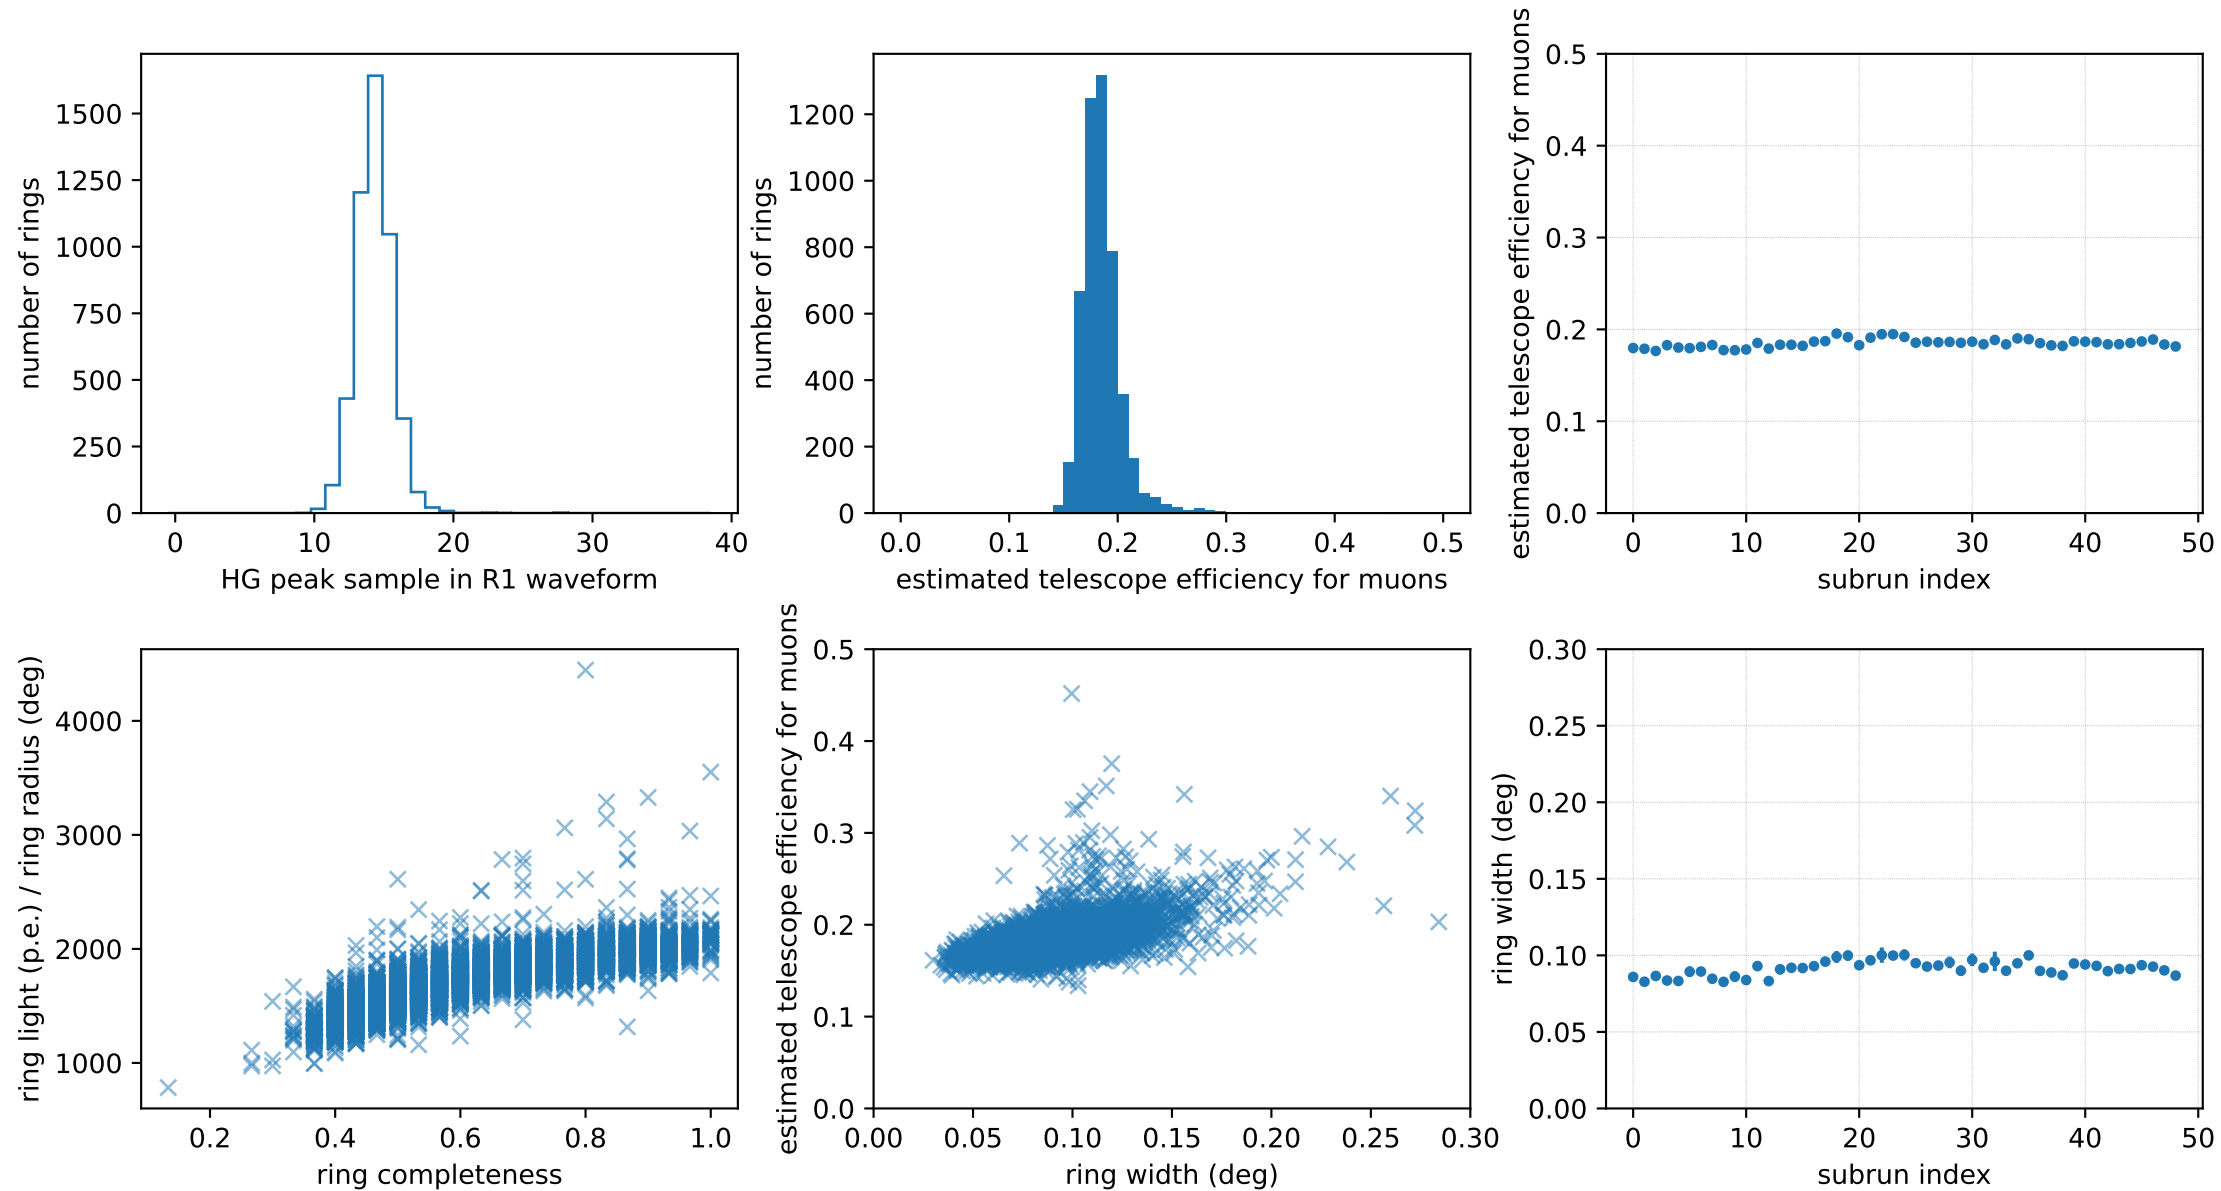 number of rings
1500
1250
1000
750
500
250
0
0 10 20 30 40
HG peak sample in R1 waveform
number of rings
1200
1000
800
600
400
200
0
0.0 0.1 0.2 0.3 0.4 0.5
estimated telescope efficiency for muons
estimated telescope efficiency for muons
0.5
0.4
0.3
0.2
0.1
0.0
0 10 20 30 40 50
subrun index
ring light (p.e.) / ring radius (deg)
4000
3000
2000
1000
0.2 0.4 0.6 0.8 1.0
ring completeness
estimated telescope efficiency for muons
0.5
0.4
0.3
0.2
0.1
0.0
0.00 0.05 0.10 0.15 0.20 0.25 0.30
ring width (deg)
ring width (deg)
0.30
0.25
0.20
0.15
0.10
0.05
0.00
0 10 20 30 40 50
subrun index